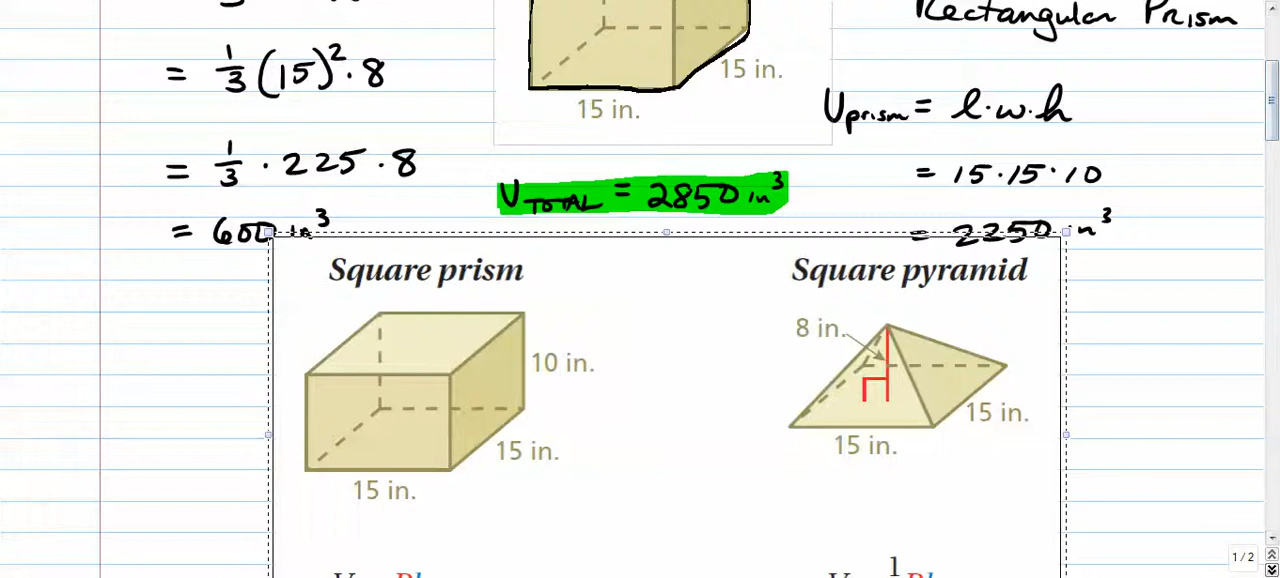 Rectangular Prism
= 1/3 (15)² · 8
15 in.
15 in.
Vprism = l · w · h
= 1/3 · 225 · 8
= 15 · 15 · 10
VTOTAL = 2850 in³
= 600 in³
= 2250 in³
Square prism
Square pyramid
8 in.
10 in.
15 in.
15 in.
15 in.
15 in.
1/2